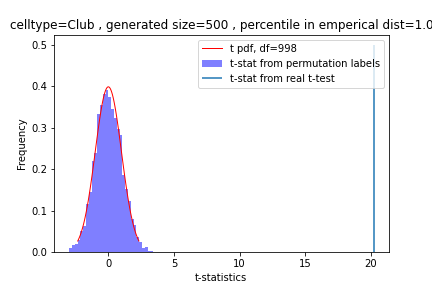 celltype=Club , generated size=500 , percentile in emperical dist=1.0
t pdf, df=998
t-stat from permutation labels
t-stat from real t-test
Frequency
0.5
0.4
0.3
0.2
0.1
0.0
0 5 10 15 20
t-statistics